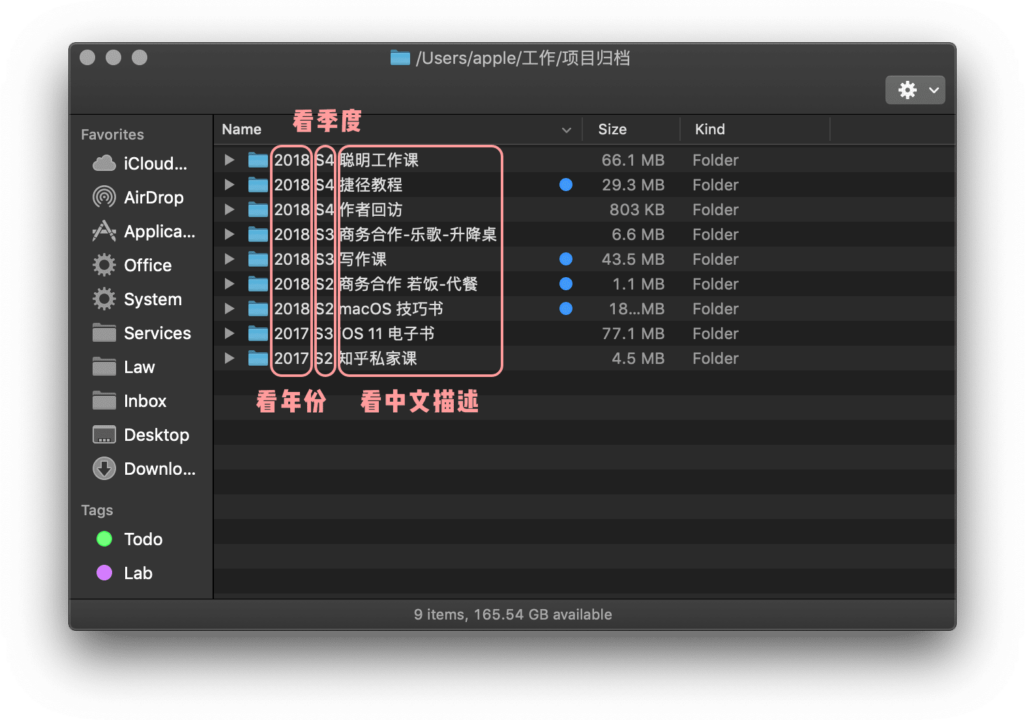 /Users/apple/工作/项目归档
Favorites
iCloud...
AirDrop
Applica...
Office
System
Services
Law
Inbox
Desktop
Downlo...
Tags
Todo
Lab
看季度
Name Size Kind
2018 S4 聪明工作课 66.1 MB Folder
2018 S4 捷径教程 29.3 MB Folder
2018 S4 作者回访 803 KB Folder
2018 S3 商务合作-乐歌-升降桌 6.6 MB Folder
2018 S3 写作课 43.5 MB Folder
2018 S2 商务合作 若饭-代餐 1.1 MB Folder
2018 S2 macOS 技巧书 18...MB Folder
2017 S3 iOS 11 电子书 77.1 MB Folder
2017 S2 知乎私家课 4.5 MB Folder
看年份 看中文描述
9 items, 165.54 GB available